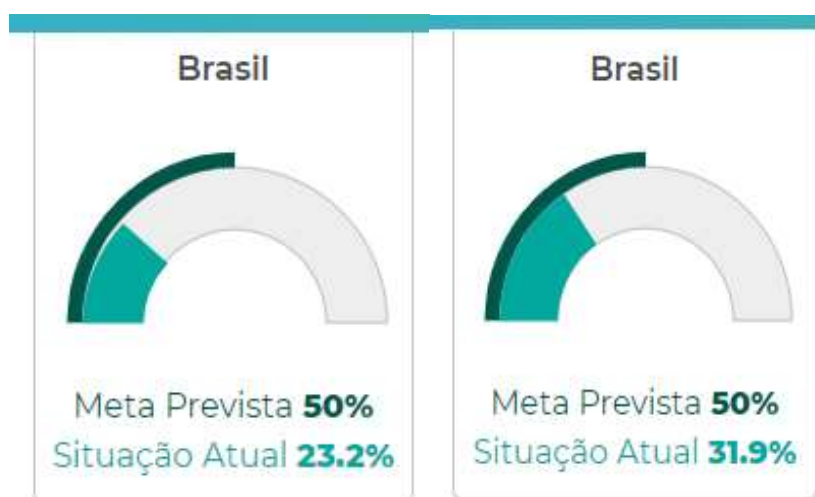 Brasil
Meta Prevista 50%
Situação Atual 23.2%
Brasil
Meta Prevista 50%
Situação Atual 31.9%